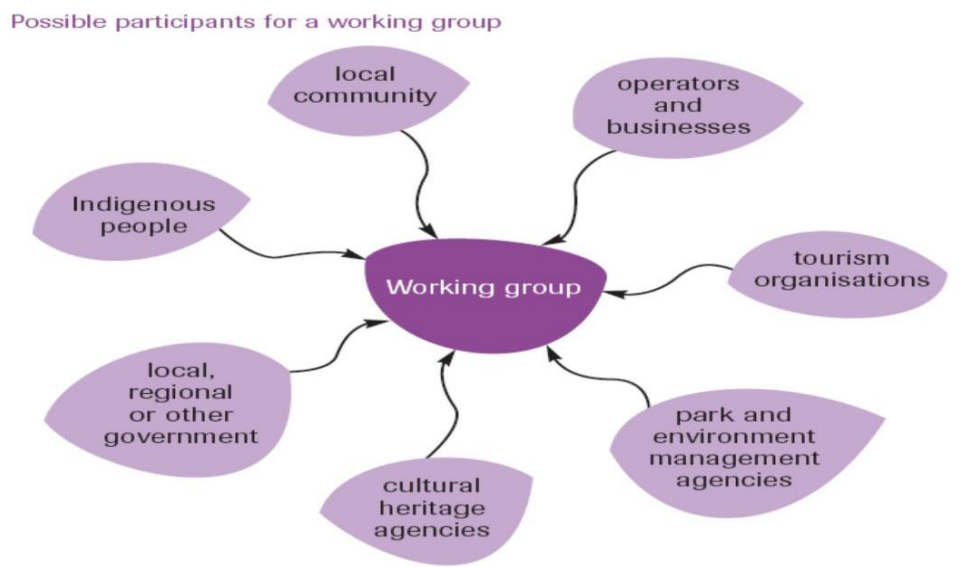 Possible participants for a working group
local
community
operators
and
businesses
Indigenous
people
tourism
organisations
Working group
local,
regional
or other
government
park and
environment
management
agencies
cultural
heritage
agencies